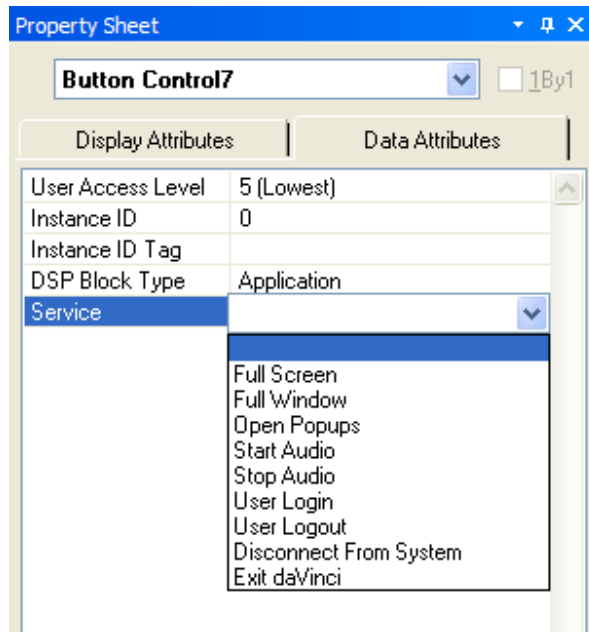 Property Sheet
Button Control7
1By1
Display Attributes Data Attributes
User Access Level 5 (Lowest)
Instance ID 0
Instance ID Tag
DSP Block Type Application
Service
Full Screen
Full Window
Open Popups
Start Audio
Stop Audio
User Login
User Logout
Disconnect From System
Exit daVinci